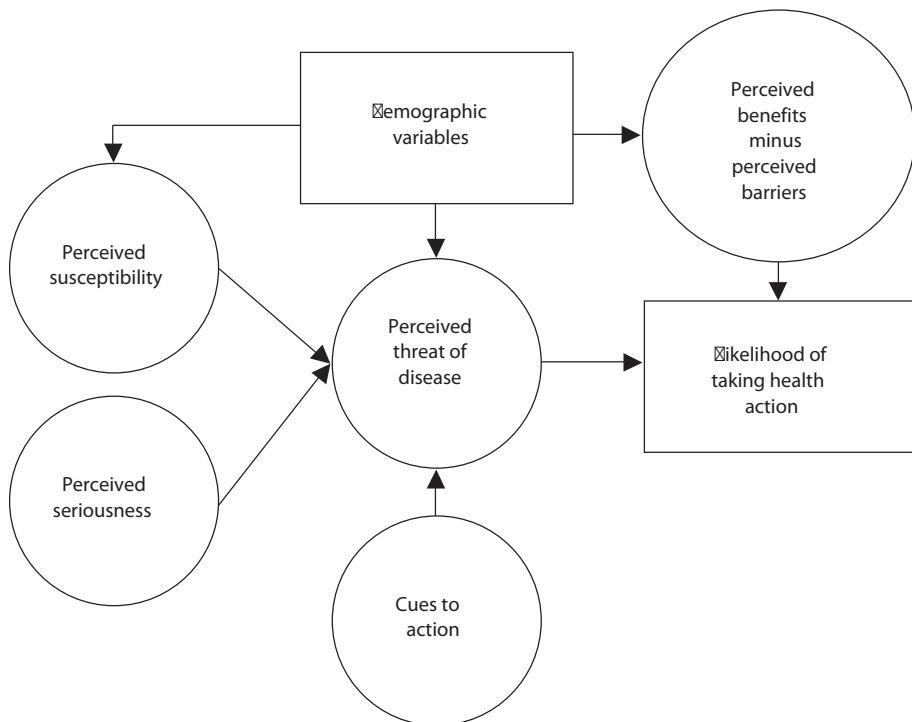 ⍰emographic
variables
Perceived
benefits
minus
perceived
barriers
Perceived
susceptibility
Perceived
threat of
disease
⍰ikelihood of
taking health
action
Perceived
seriousness
Cues to
action